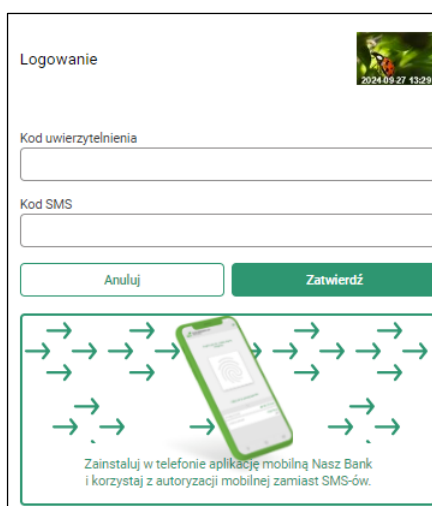 Logowanie
2024-09-27 13:29
Kod uwierzytelnienia
Kod SMS
Anuluj
Zatwierdź
Zainstaluj w telefonie aplikację mobilną Nasz Bank
i korzystaj z autoryzacji mobilnej zamiast SMS-ów.